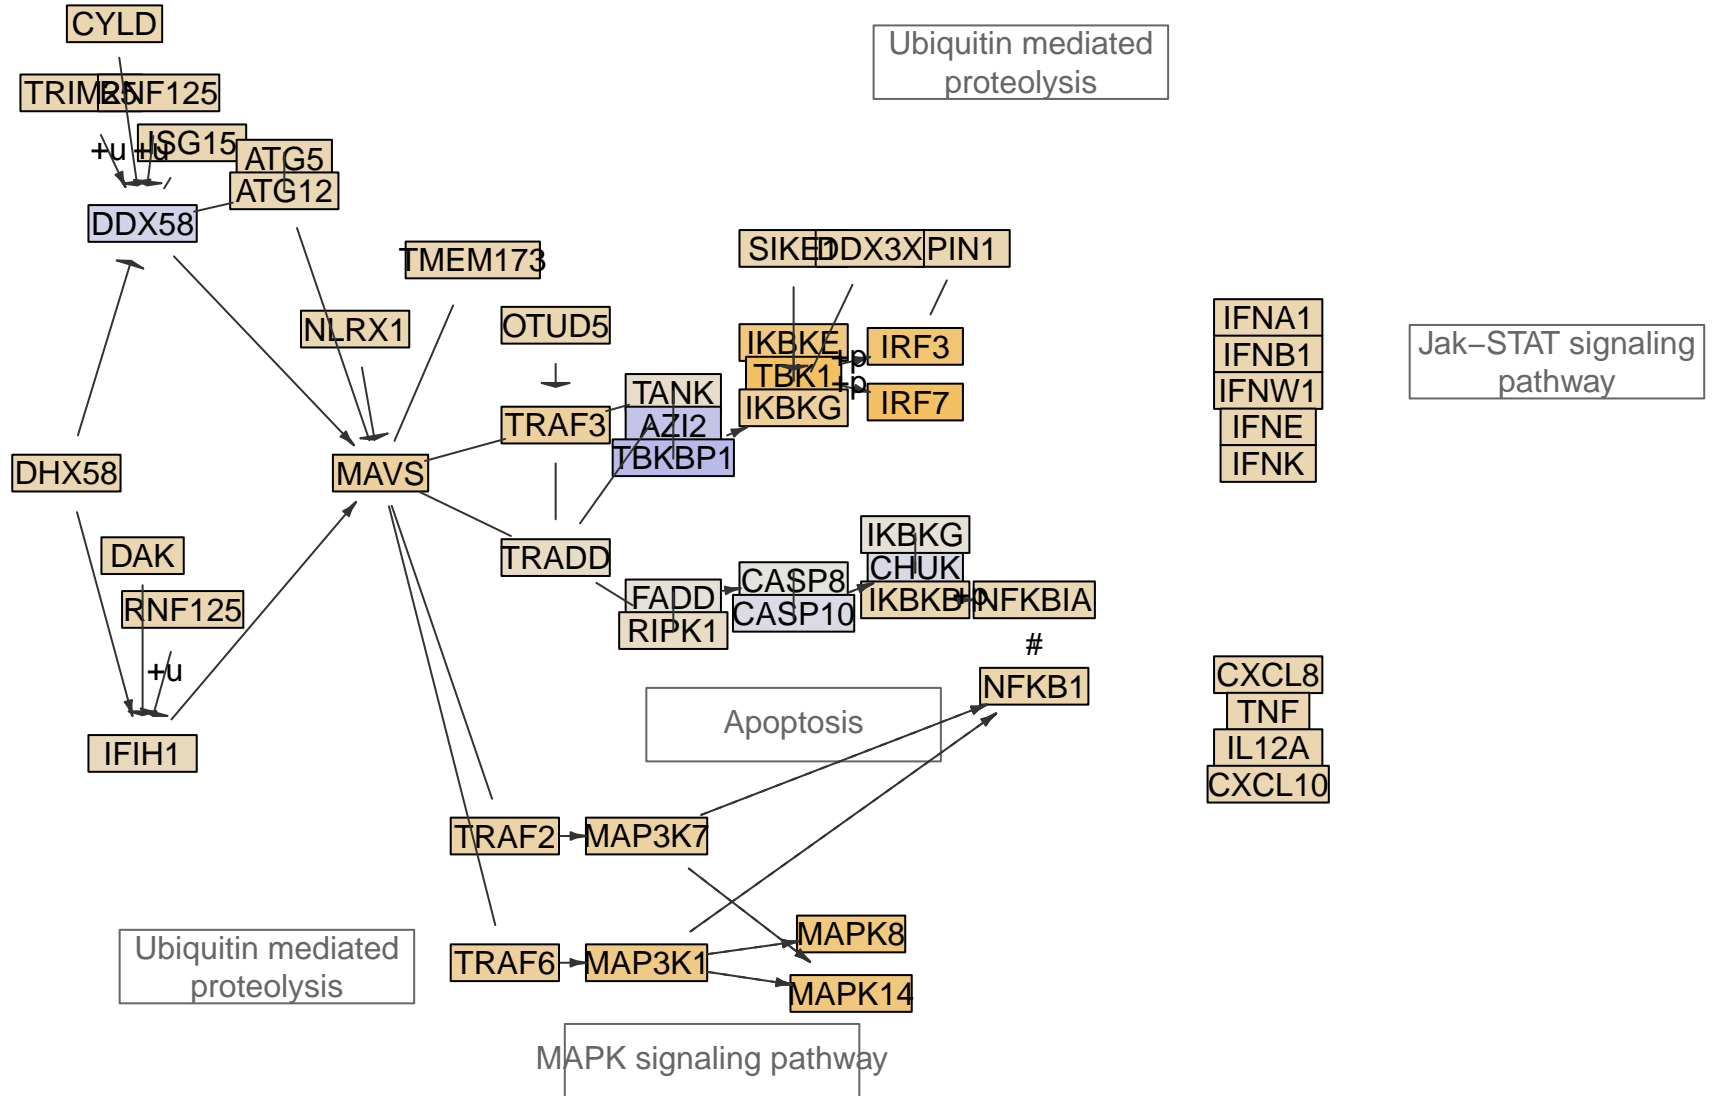 CYLD
Ubiquitin mediated
proteolysis
TRIM25
RNF125
ISG15
+u
+u
ATG5
ATG12
DDX58
TMEM173
SIKE1
DDX3X
PIN1
NLRX1
OTUD5
IKBKE
TBK1
IKBKG
+p
+p
IRF3
IRF7
IFNA1
IFNB1
IFNW1
IFNE
IFNK
Jak−STAT signaling
pathway
TANK
AZI2
TBKBP1
TRAF3
DHX58
MAVS
DAK
TRADD
IKBKG
CHUK
IKBKB
+p
NFKBIA
RNF125
FADD
RIPK1
CASP8
CASP10
+u
#
NFKB1
CXCL8
TNF
IL12A
CXCL10
Apoptosis
IFIH1
TRAF2
MAP3K7
MAPK8
TRAF6
MAP3K1
MAPK14
Ubiquitin mediated
proteolysis
MAPK signaling pathway